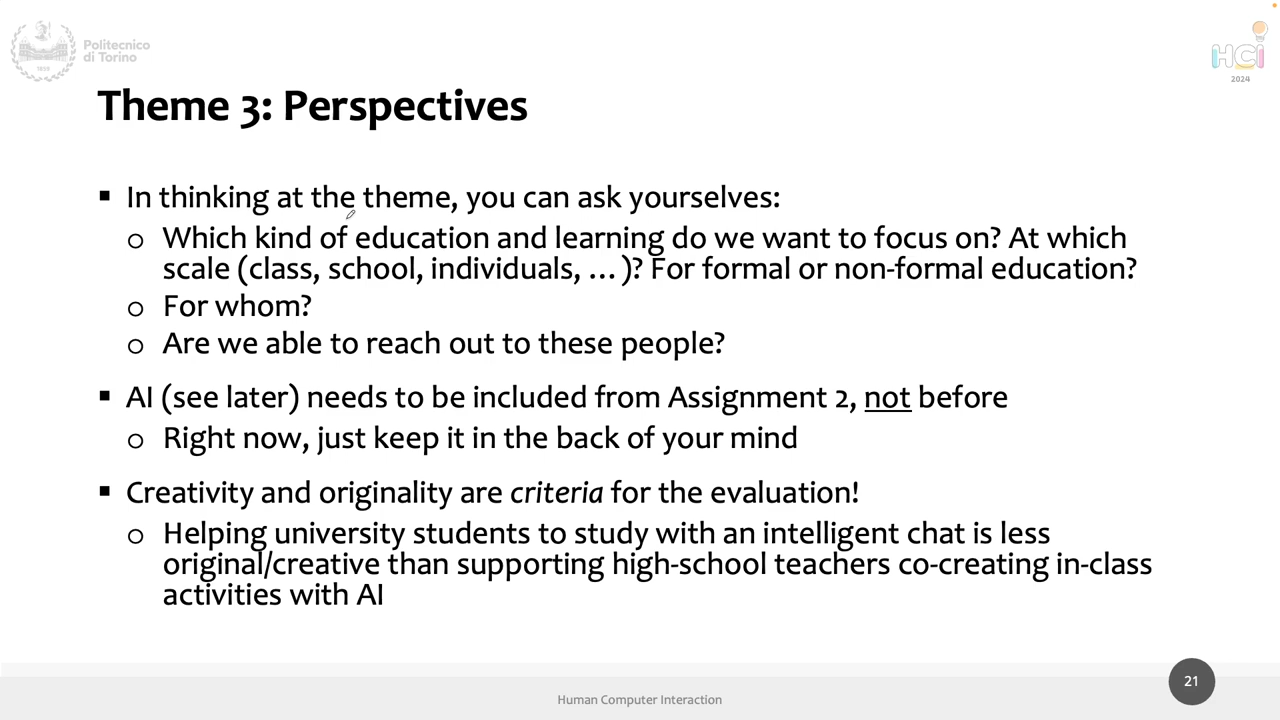 Politecnico
di Torino
1859
HCI
2024
Theme 3: Perspectives
▪ In thinking at the theme, you can ask yourselves:
o Which kind of education and learning do we want to focus on? At which
scale (class, school, individuals, …)? For formal or non-formal education?
o For whom?
o Are we able to reach out to these people?
▪ AI (see later) needs to be included from Assignment 2, not before
o Right now, just keep it in the back of your mind
▪ Creativity and originality are criteria for the evaluation!
o Helping university students to study with an intelligent chat is less
original/creative than supporting high-school teachers co-creating in-class
activities with AI
Human Computer Interaction
21